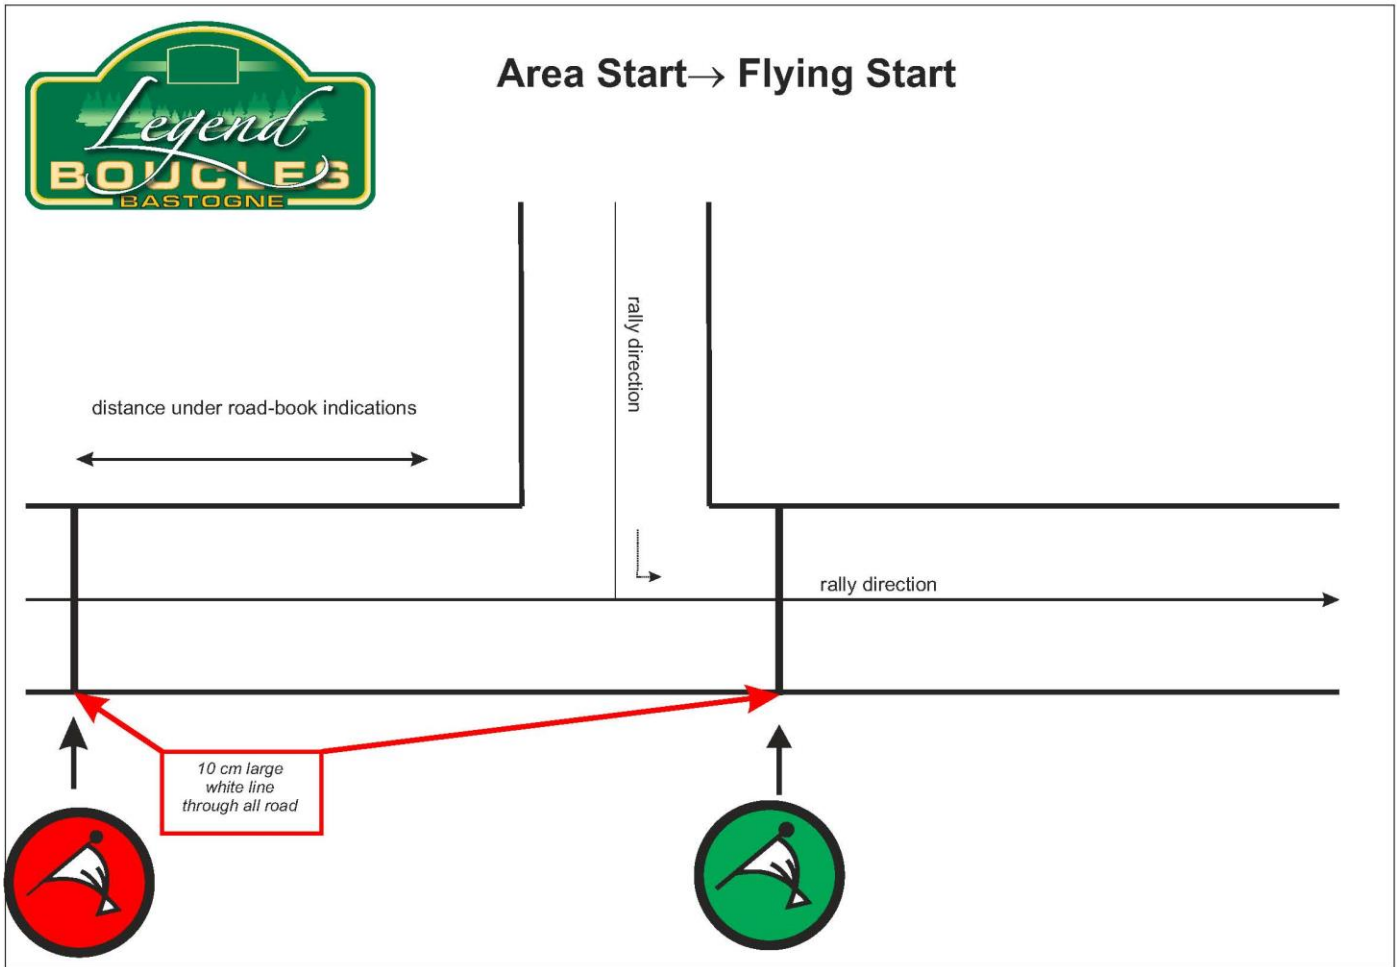 Legend
BOUCLES
BASTOGNE
Area Start→ Flying Start
rally direction
distance under road-book indications
rally direction
10 cm large
white line
through all road